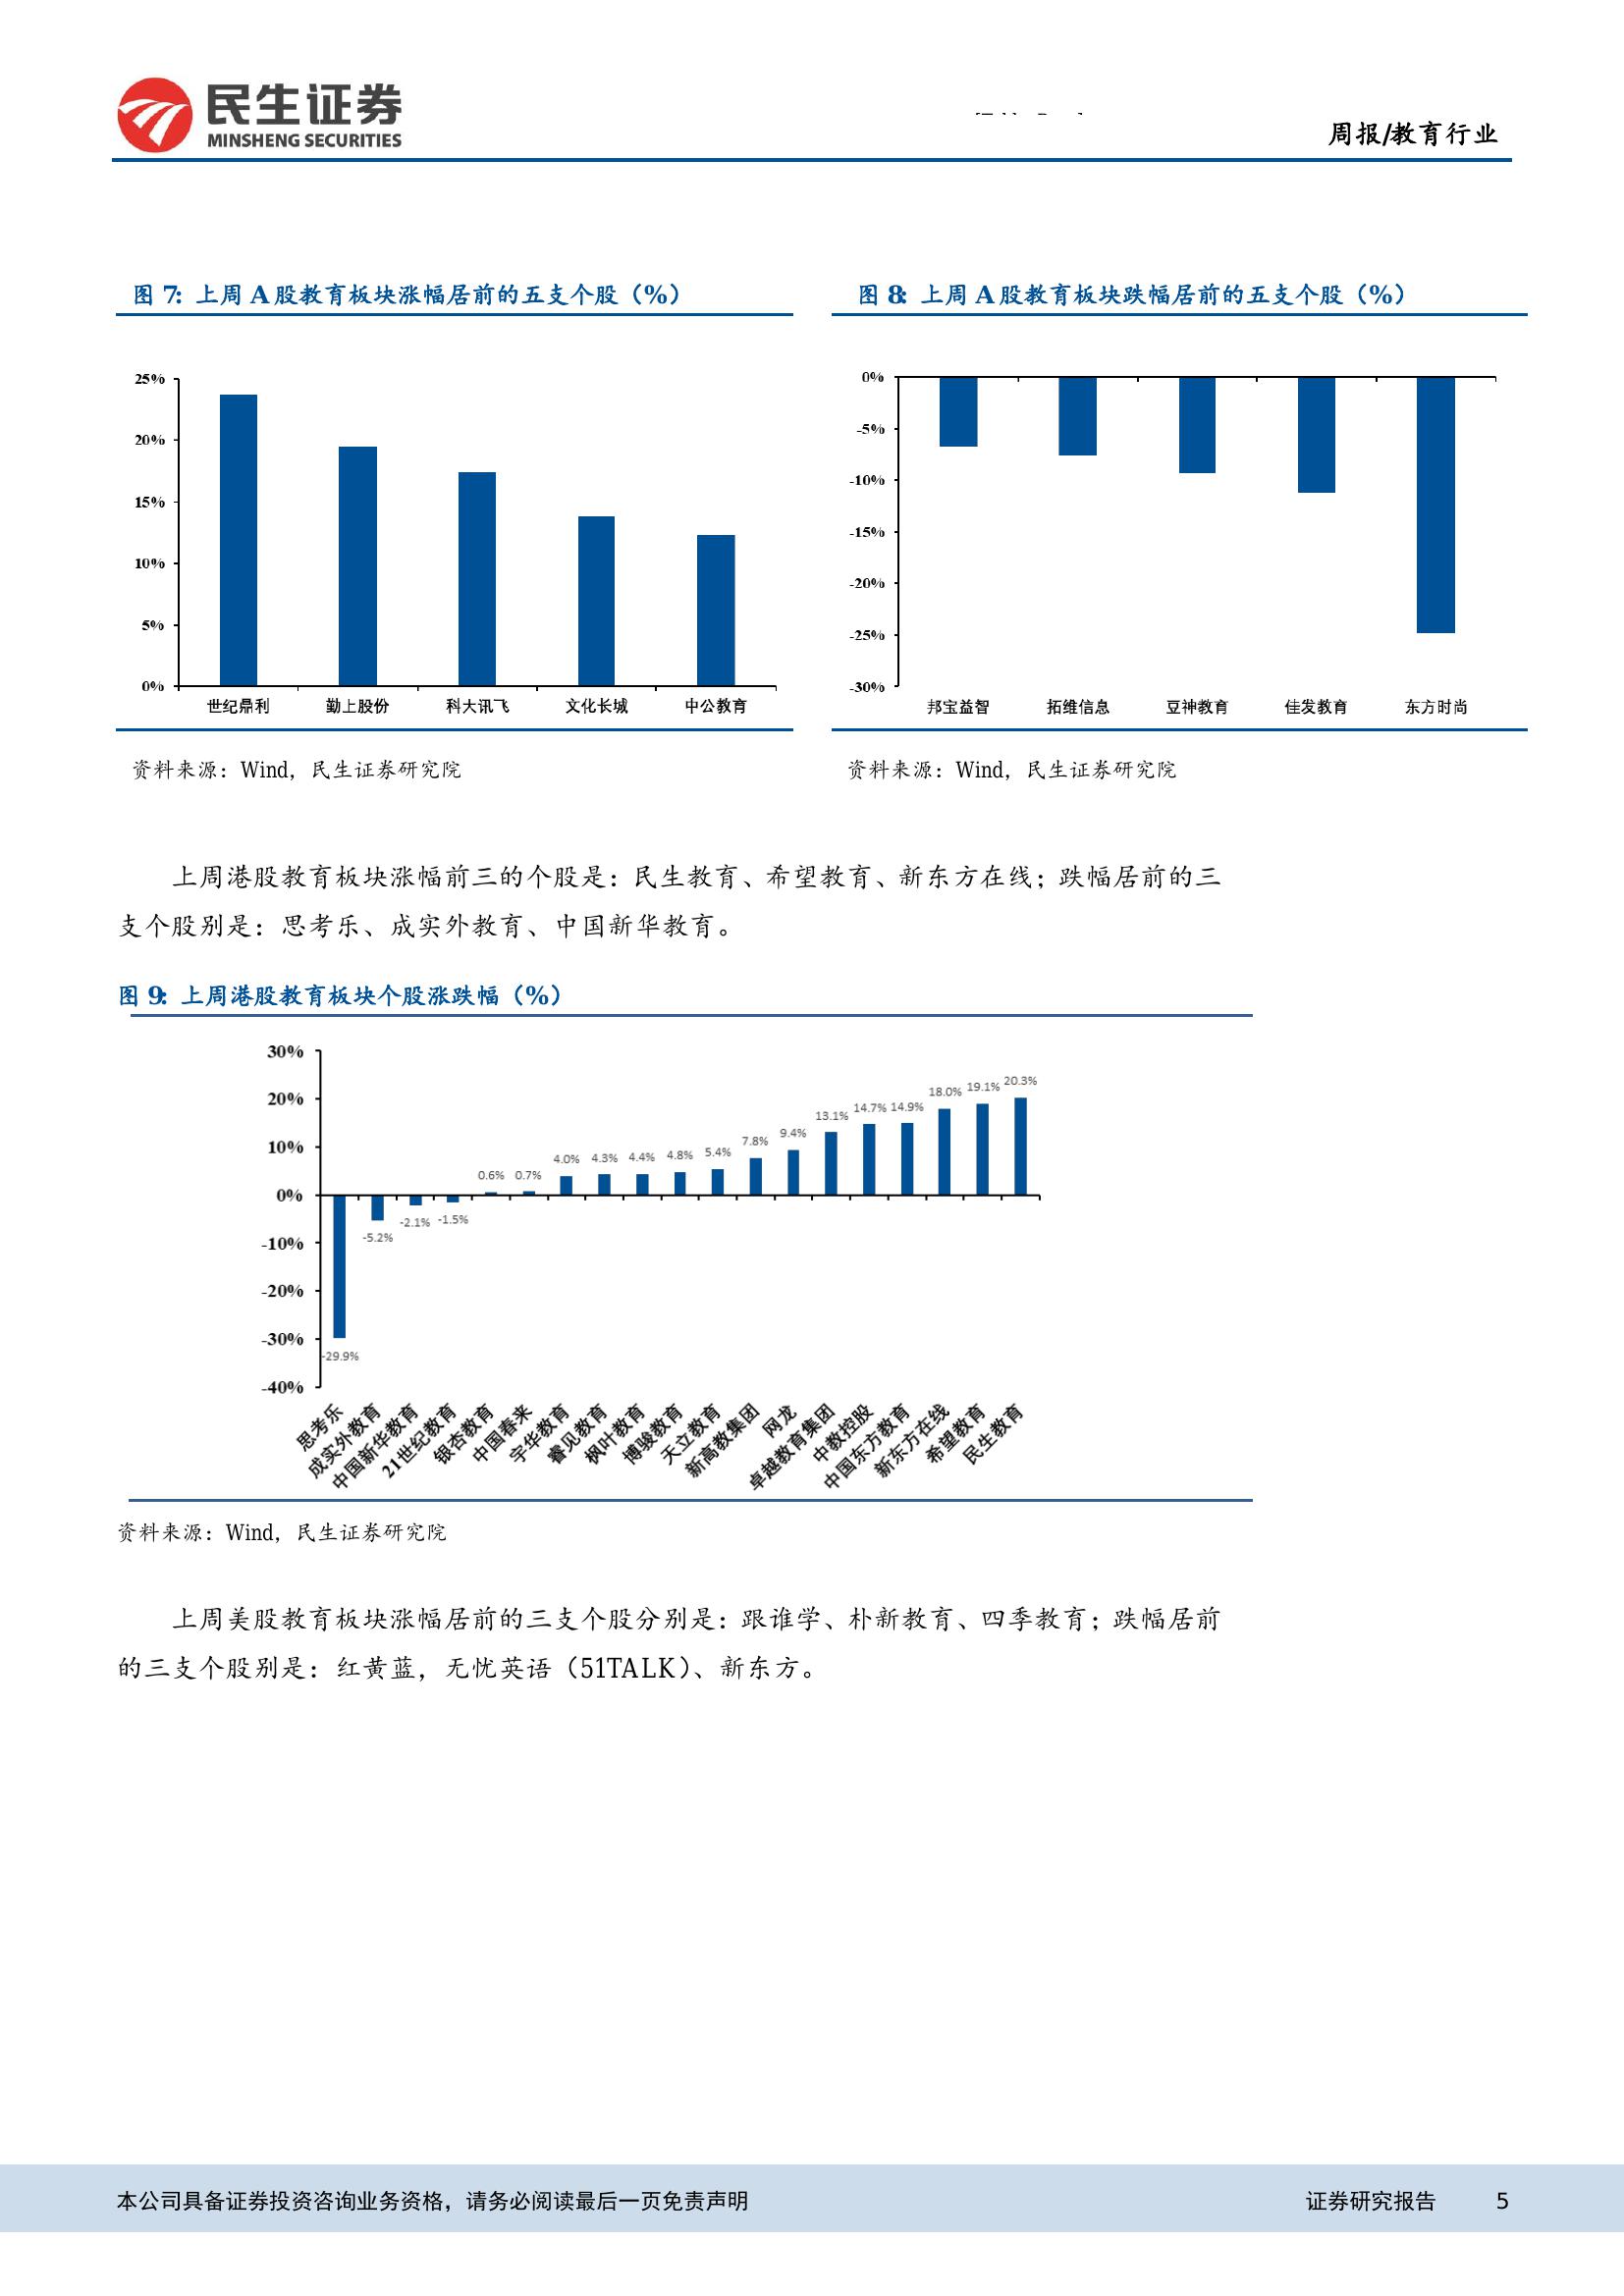 民生证券
MINSHENG SECURITIES
周报/教育行业
图 7: 上周 A 股教育板块涨幅居前的五支个股（%）
25%
20%
15%
10%
5%
0%
世纪鼎利 勤上股份 科大讯飞 文化长城 中公教育
资料来源：Wind，民生证券研究院
图 8: 上周 A 股教育板块跌幅居前的五支个股（%）
0%
-5%
-10%
-15%
-20%
-25%
-30%
邦宝益智 拓维信息 豆神教育 佳发教育 东方时尚
资料来源：Wind，民生证券研究院
上周港股教育板块涨幅前三的个股是：民生教育、希望教育、新东方在线；跌幅居前的三
支个股别是：思考乐、成实外教育、中国新华教育。
图 9: 上周港股教育板块个股涨跌幅（%）
30%
20%
10%
0%
-10%
-20%
-30%
-40%
-29.9% -5.2% -2.1% -1.5% 0.6% 0.7% 4.0% 4.3% 4.4% 4.8% 5.4% 7.8% 9.4% 13.1% 14.7% 14.9% 18.0% 19.1% 20.3%
思考乐
成实外教育
中国新华教育
21世纪教育
银杏教育
中国春来
宇华教育
睿见教育
枫叶教育
博骏教育
天立教育
新高教集团
网龙
卓越教育集团
中教控股
中国东方教育
新东方在线
希望教育
民生教育
资料来源：Wind，民生证券研究院
上周美股教育板块涨幅居前的三支个股分别是：跟谁学、朴新教育、四季教育；跌幅居前
的三支个股别是：红黄蓝，无忧英语（51TALK）、新东方。
本公司具备证券投资咨询业务资格，请务必阅读最后一页免责声明
证券研究报告 5